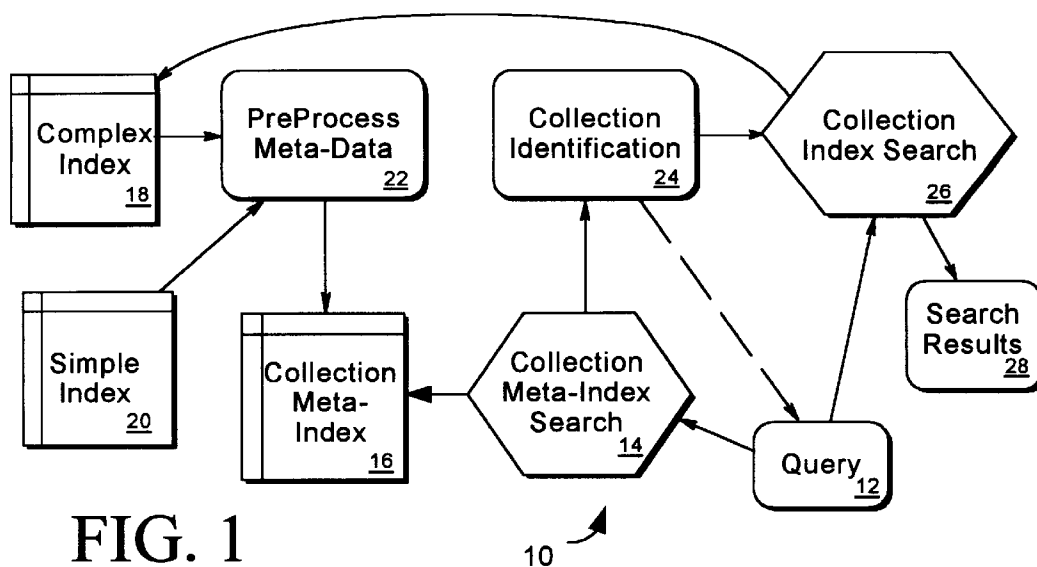 Complex
Index
18
PreProcess
Meta-Data
22
Collection
Identification
24
Collection
Index Search
26
Simple
Index
20
Collection
Meta-
Index
16
Collection
Meta-Index
Search
14
Query
12
Search
Results
28
FIG. 1
10